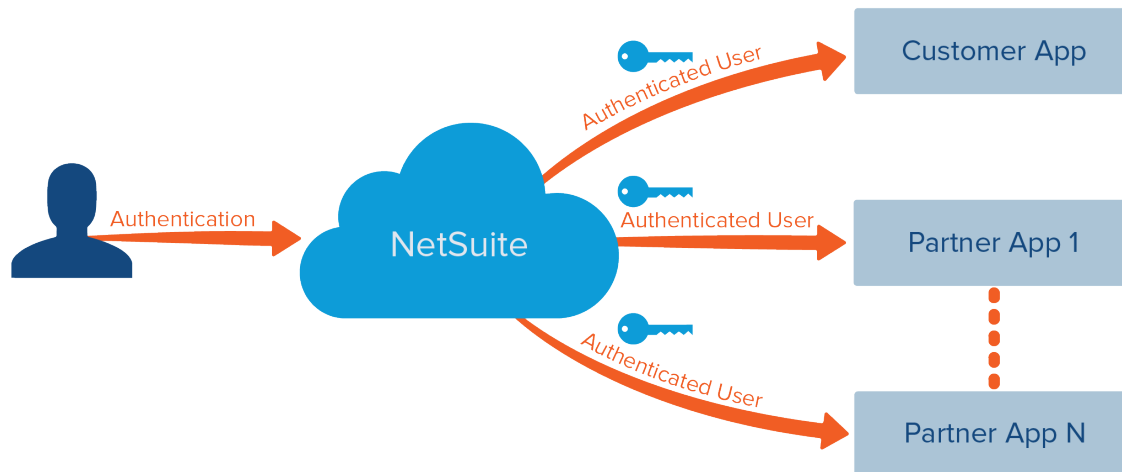 Authenticated User
Customer App
Authentication
NetSuite
Authenticated User
Partner App 1
Authenticated User
Partner App N